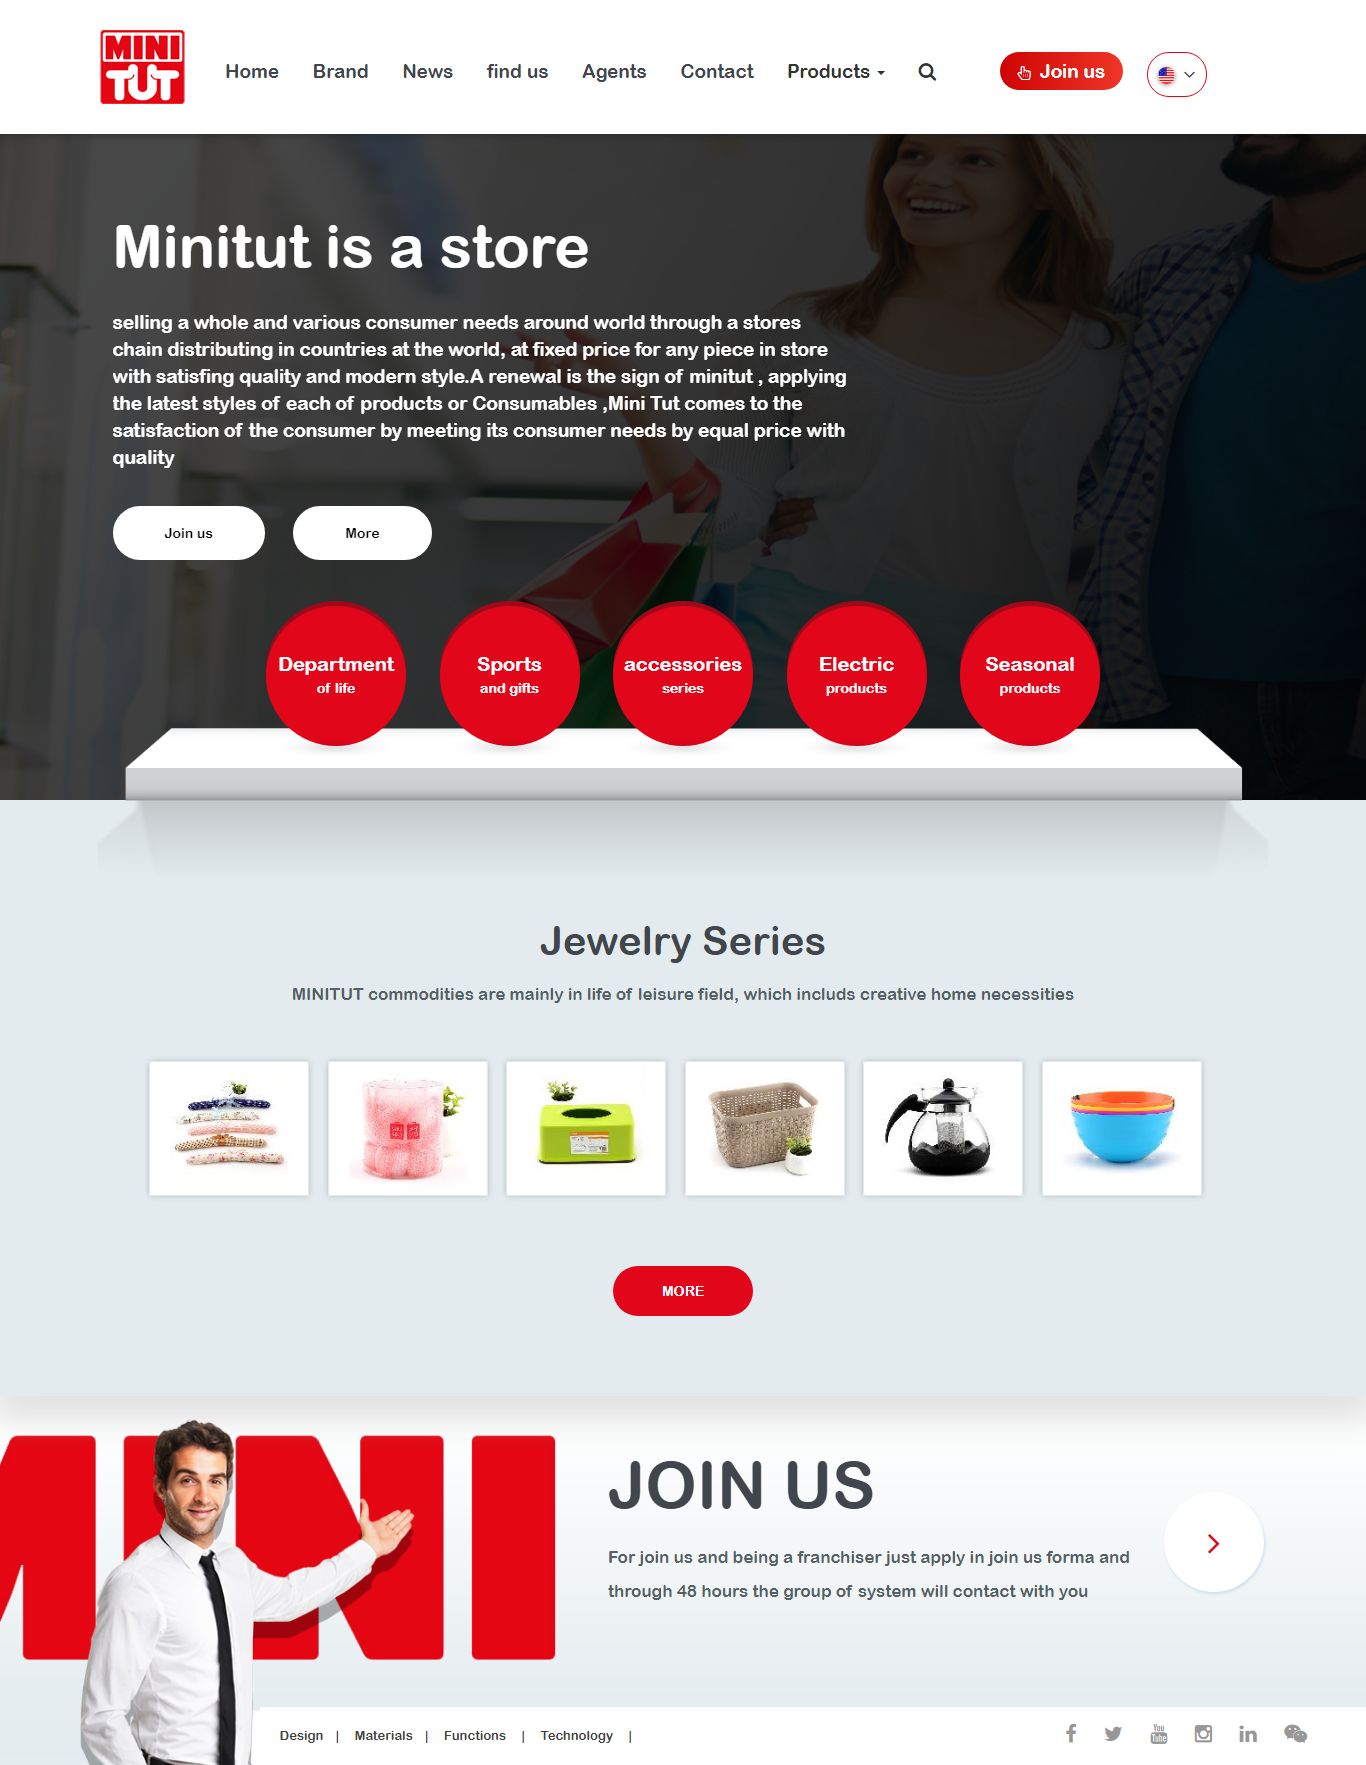 MINI
TUT
Home Brand News find us Agents Contact Products Join us
Minitut is a store
selling a whole and various consumer needs around world through a stores
chain distributing in countries at the world, at fixed price for any piece in store
with satisfing quality and modern style.A renewal is the sign of minitut , applying
the latest styles of each of products or Consumables ,Mini Tut comes to the
satisfaction of the consumer by meeting its consumer needs by equal price with
quality
Join us More
Department Sports accessories Electric Seasonal
of life and gifts series products products
Jewelry Series
MINITUT commodities are mainly in life of leisure field, which includs creative home necessities
MORE
MINI
JOIN US
For join us and being a franchiser just apply in join us forma and
through 48 hours the group of system will contact with you
Design | Materials | Functions | Technology |
You
Tube